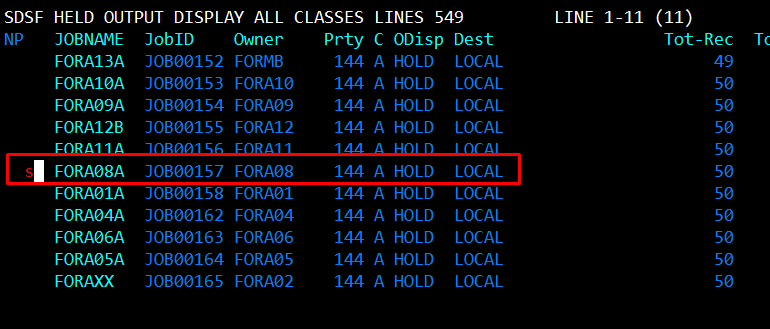 SDSF HELD OUTPUT DISPLAY ALL CLASSES LINES 549 LINE 1-11 (11)
NP JOBNAME JobID Owner Prty C ODisp Dest Tot-Rec To
FORA13A JOB00152 FORMB 144 A HOLD LOCAL 49
FORA10A JOB00153 FORA10 144 A HOLD LOCAL 50
FORA09A JOB00154 FORA09 144 A HOLD LOCAL 50
FORA12B JOB00155 FORA12 144 A HOLD LOCAL 50
FORA11A JOB00156 FORA11 144 A HOLD LOCAL 50
s FORA08A JOB00157 FORA08 144 A HOLD LOCAL 50
FORA01A JOB00158 FORA01 144 A HOLD LOCAL 50
FORA04A JOB00162 FORA04 144 A HOLD LOCAL 50
FORA06A JOB00163 FORA06 144 A HOLD LOCAL 50
FORA05A JOB00164 FORA05 144 A HOLD LOCAL 50
FORAXX JOB00165 FORA02 144 A HOLD LOCAL 50